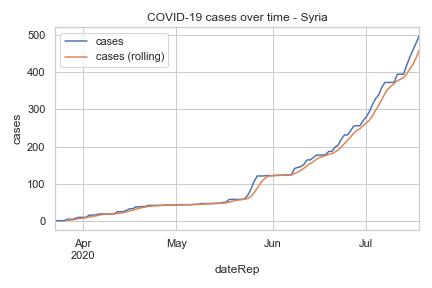 COVID-19 cases over time - Syria
cases
cases (rolling)
500
400
300
200
100
0
cases
Apr
2020
May
Jun
Jul
dateRep